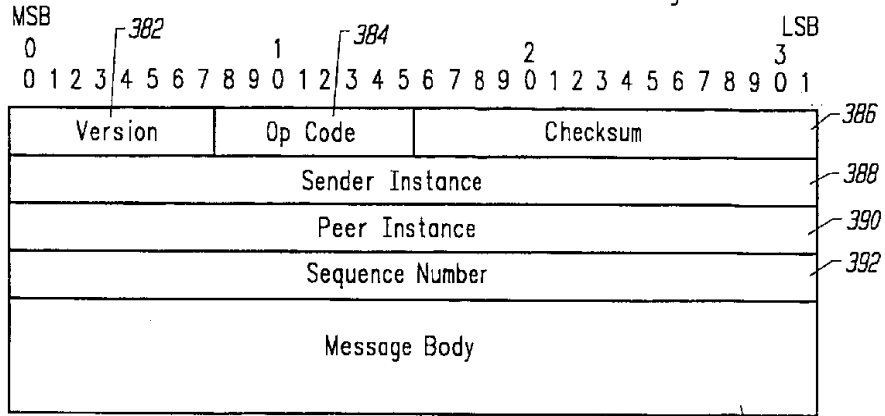 MSB 382 384 LSB
0 1 2 3
0 1 2 3 4 5 6 7 8 9 0 1 2 3 4 5 6 7 8 9 0 1 2 3 4 5 6 7 8 9 0 1
Version Op Code Checksum 386
Sender Instance 388
Peer Instance 390
Sequence Number 392
Message Body